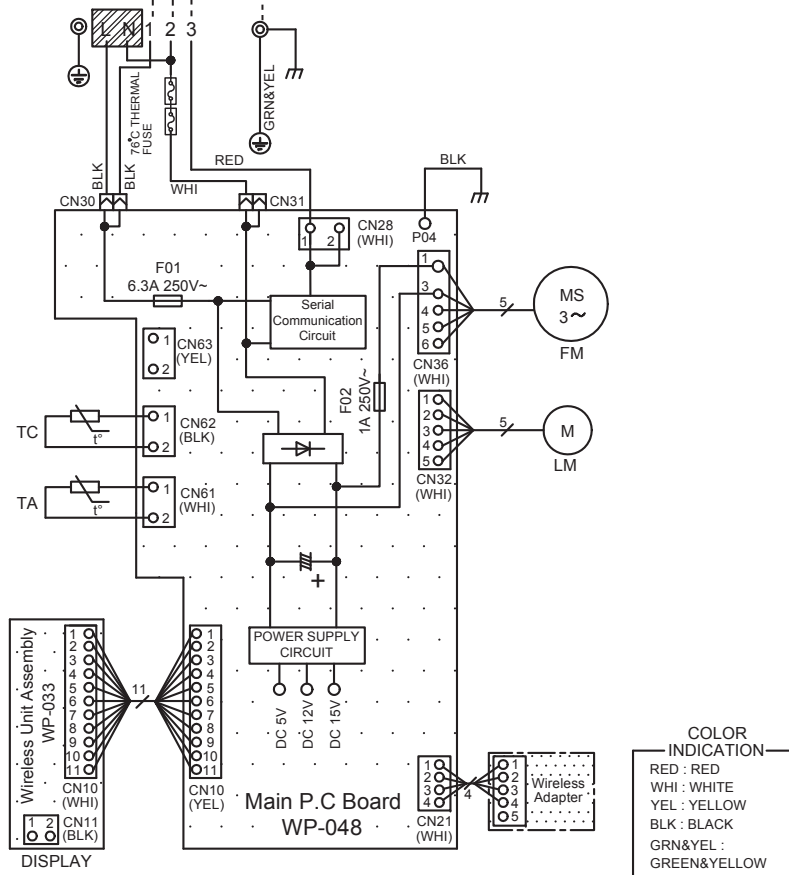 L N 1 2 3
76°C THERMAL
FUSE
GRN&YEL
BLK
BLK
RED
WHI
BLK
CN30
CN31
CN28
(WHI)
1 2
P04
F01
6.3A 250V~
Serial
Communication
Circuit
1
3
4
5
6
CN36
(WHI)
5
MS
3~
FM
CN63
(YEL)
1
2
F02
1A 250V~
TC
t°
1
2
CN62
(BLK)
1
2
3
4
5
CN32
(WHI)
5
M
LM
TA
t°
1
2
CN61
(WHI)
+
POWER SUPPLY
CIRCUIT
DC 5V
DC 12V
DC 15V
Wireless Unit Assembly
WP-033
1
2
3
4
5
6
7
8
9
10
11
CN10
(WHI)
11
1
2
3
4
5
6
7
8
9
10
11
CN10
(YEL)
1 2
CN11
(BLK)
DISPLAY
Main P.C Board
WP-048
1
2
3
4
CN21
(WHI)
4
1
2
3
4
5
Wireless
Adapter
COLOR
INDICATION
RED : RED
WHI : WHITE
YEL : YELLOW
BLK : BLACK
GRN&YEL :
GREEN&YELLOW